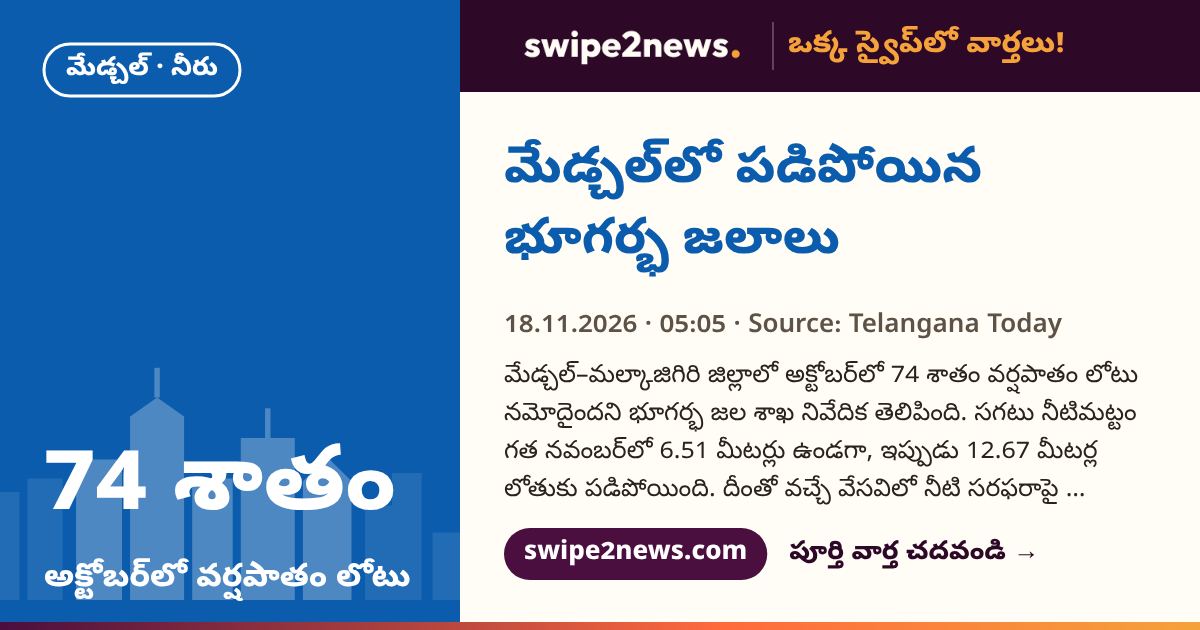 మేడ్చల్ · నీరు
74 శాతం
అక్టోబర్‌లో వర్షపాతం లోటు
swipe2news.
ఒక్క స్వైప్‌లో వార్తలు!
మేడ్చల్‌లో పడిపోయిన
భూగర్భ జలాలు
18.11.2026 · 05:05 · Source: Telangana Today
మేడ్చల్–మల్కాజిగిరి జిల్లాలో అక్టోబర్‌లో 74 శాతం వర్షపాతం లోటు
నమోదైందని భూగర్భ జల శాఖ నివేదిక తెలిపింది. సగటు నీటిమట్టం
గత నవంబర్‌లో 6.51 మీటర్లు ఉండగా, ఇప్పుడు 12.67 మీటర్ల
లోతుకు పడిపోయింది. దీంతో వచ్చే వేసవిలో నీటి సరఫరాపై ...
swipe2news.com
పూర్తి వార్త చదవండి →